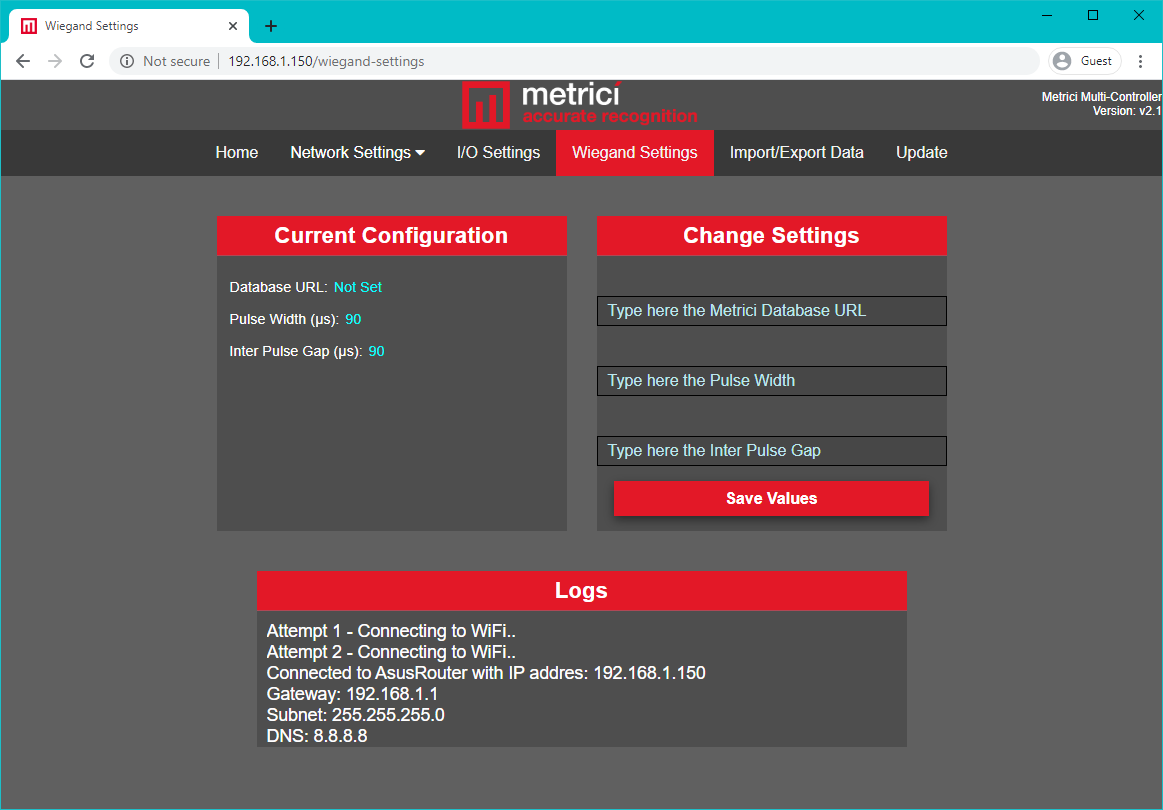 Wiegand Settings
Not secure
192.168.1.150/wiegand-settings
Guest
metrici
accurate recognition
Metrici Multi-Controller
Version: v2.1
Home
Network Settings
I/O Settings
Wiegand Settings
Import/Export Data
Update
Current Configuration
Database URL: Not Set
Pulse Width (µs): 90
Inter Pulse Gap (µs): 90
Change Settings
Type here the Metrici Database URL
Type here the Pulse Width
Type here the Inter Pulse Gap
Save Values
Logs
Attempt 1 - Connecting to WiFi..
Attempt 2 - Connecting to WiFi..
Connected to AsusRouter with IP addres: 192.168.1.150
Gateway: 192.168.1.1
Subnet: 255.255.255.0
DNS: 8.8.8.8